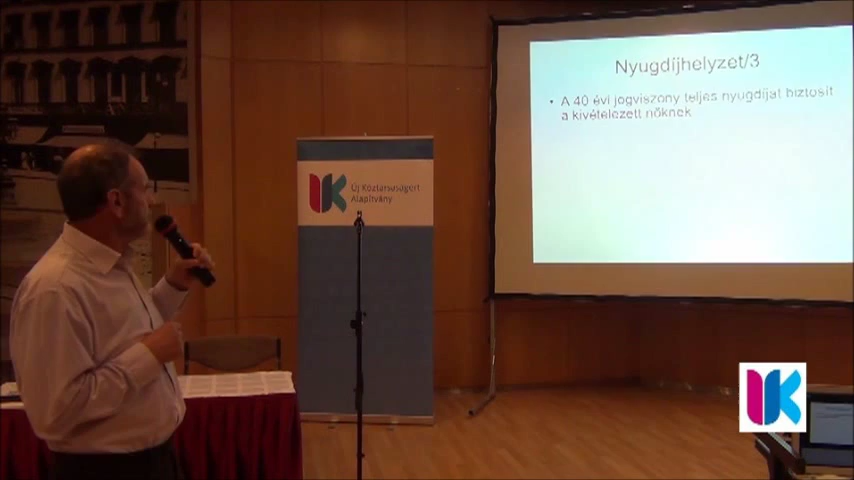 Nyugdíjhelyzet/3
• A 40 évi jogviszony teljes nyugdíjat biztosít
a kivételezett nőknek
Új Köztársaságért
Alapítvány